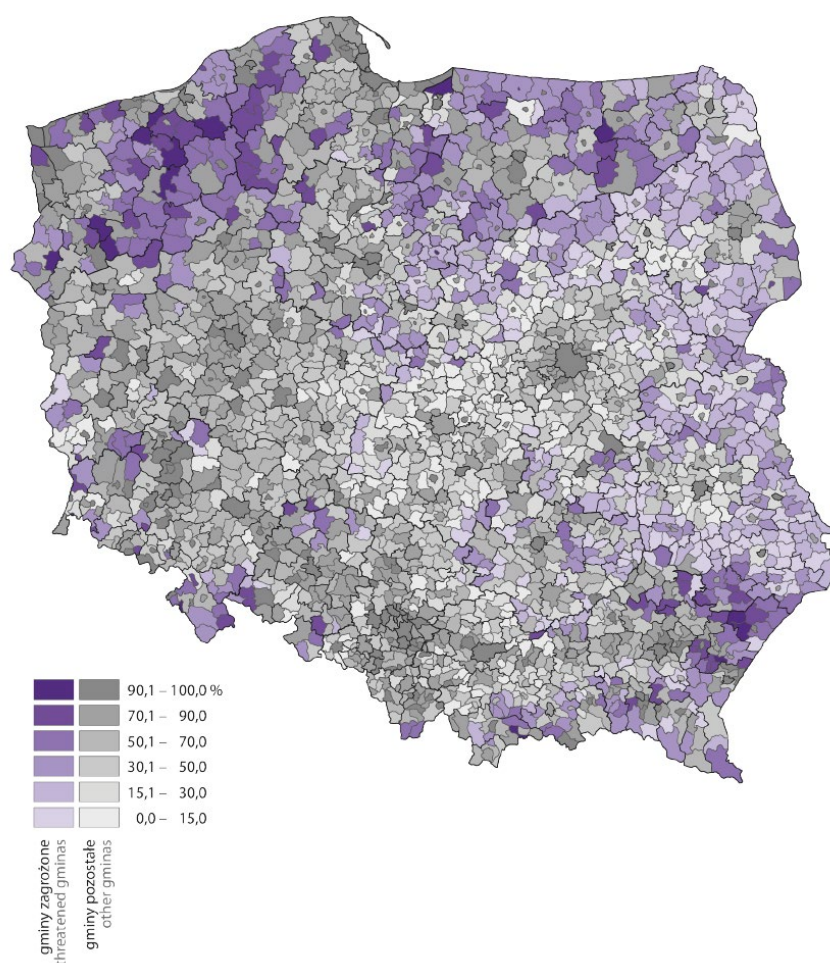 90,1 – 100,0 %
70,1 – 90,0
50,1 – 70,0
30,1 – 50,0
15,1 – 30,0
0,0 – 15,0
gminy zagrożone
threatened gminas
gminy pozostałe
other gminas